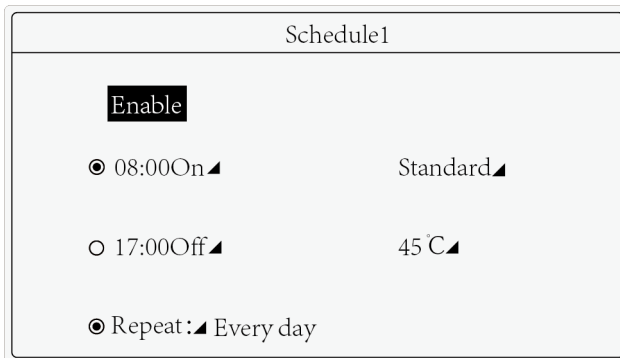 Schedule1
Enable
08:00On Standard
17:00Off 45℃
Repeat: Every day